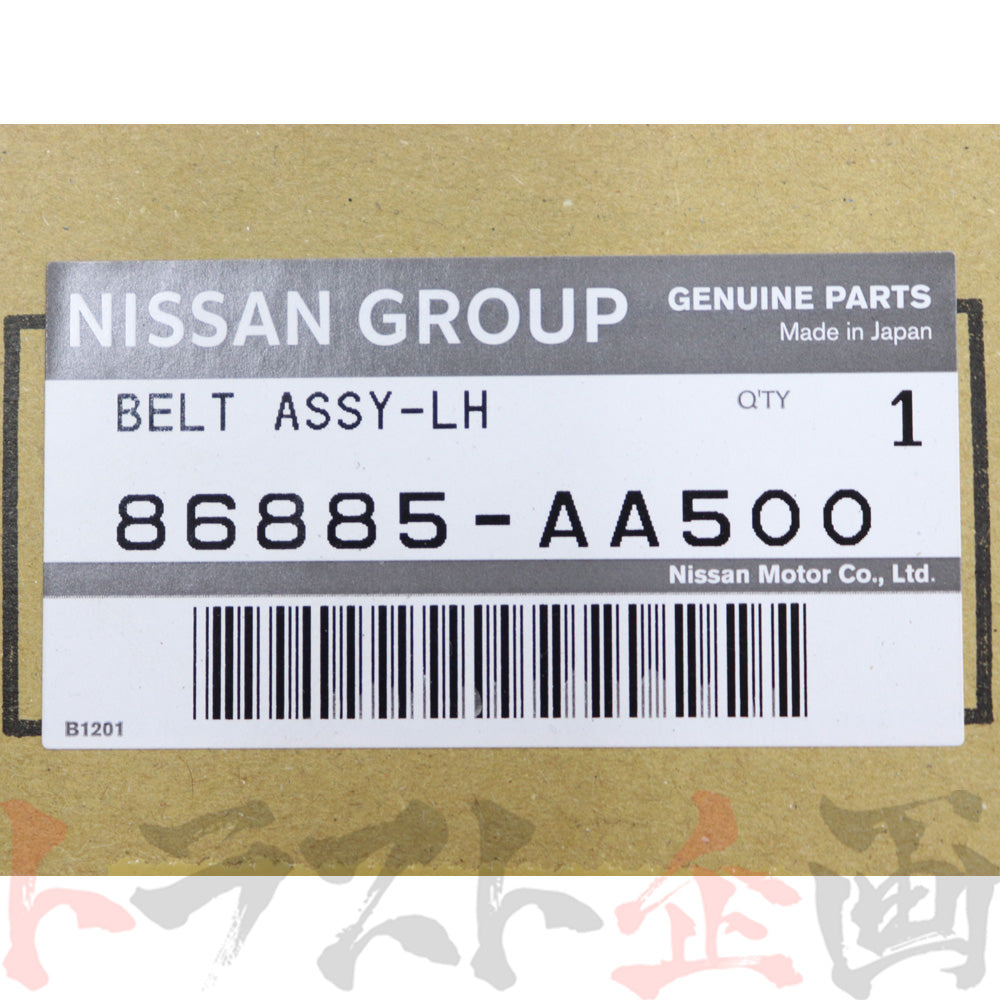 NISSAN GROUP GENUINE PARTS
Made in Japan
BELT ASSY-LH Q'TY 1
86885-AA500
Nissan Motor Co., Ltd.
B1201
トラスト企画